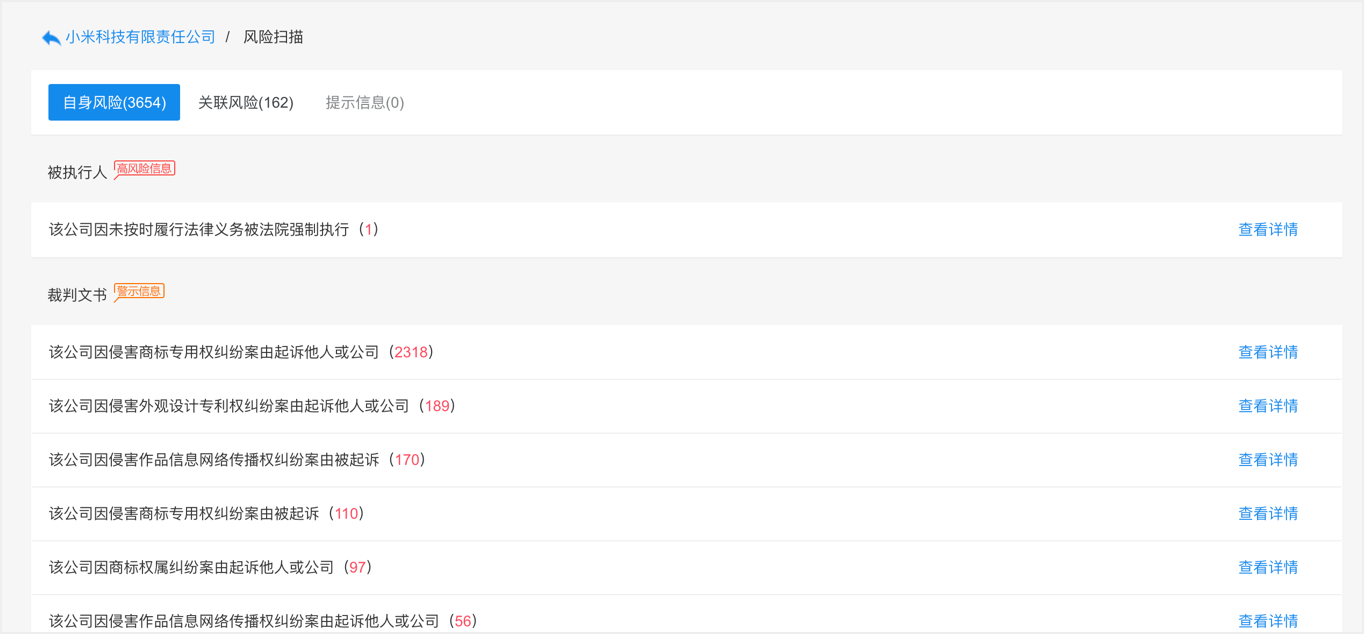 小米科技有限责任公司 / 风险扫描
自身风险(3654) 关联风险(162) 提示信息(0)
被执行人 高风险信息
该公司因未按时履行法律义务被法院强制执行（1） 查看详情
裁判文书 警示信息
该公司因侵害商标专用权纠纷案由起诉他人或公司（2318） 查看详情
该公司因侵害外观设计专利权纠纷案由起诉他人或公司（189） 查看详情
该公司因侵害作品信息网络传播权纠纷案由被起诉（170） 查看详情
该公司因侵害商标专用权纠纷案由被起诉（110） 查看详情
该公司因商标权属纠纷案由起诉他人或公司（97） 查看详情
该公司因侵害作品信息网络传播权纠纷案由起诉他人或公司（56） 查看详情